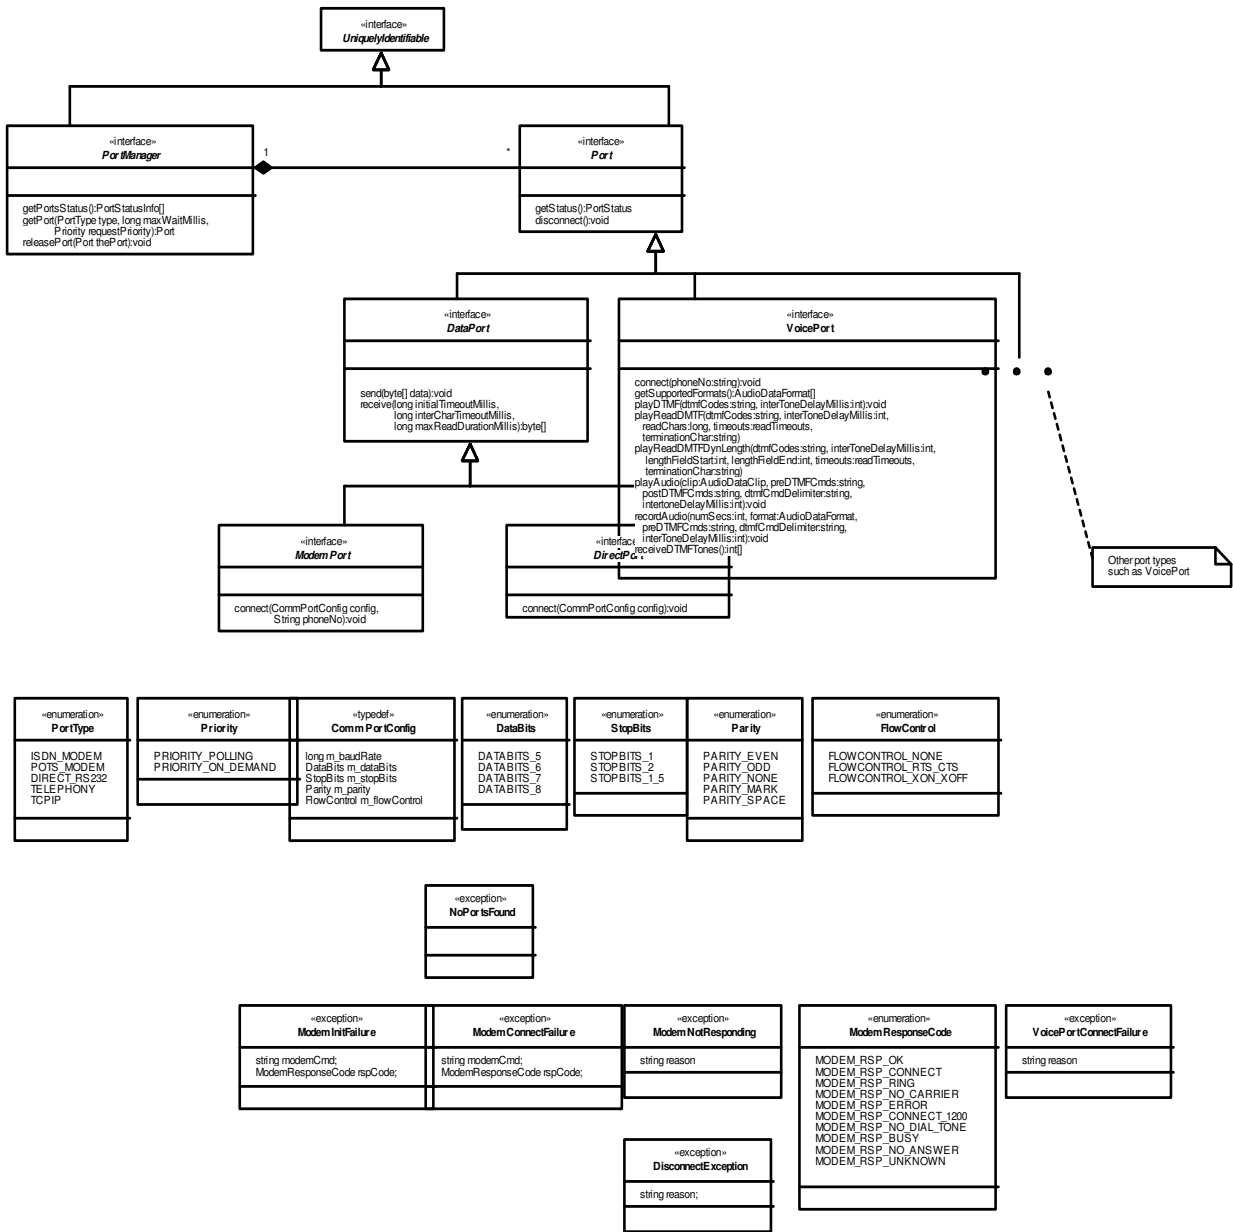 «interface»
UniquelyIdentifiable
«interface»
PortManager
1
*
getPortsStatus():PortStatusInfo[]
getPort(PortType type, long maxWaitMillis,
Priority requestPriority):Port
releasePort(Port thePort):void
«interface»
Port
getStatus():PortStatus
disconnect():void
«interface»
DataPort
send(byte[] data):void
receive(long initialTimeoutMillis,
long interCharTimeoutMillis,
long maxReadDurationMillis):byte[]
«interface»
VoicePort
connect(phoneNo:string):void
getSupportedFormats():AudioDataFormat[]
playDTMF(dtmfCodes:string, interToneDelayMillis:int):void
playReadDMTF(dtmfCodes:string, interToneDelayMillis:int,
readChars:long, timeouts:readTimeouts,
terminationChar:string)
playReadDMTFDynLength(dtmfCodes:string, interToneDelayMillis:int,
lengthFieldStart:int, lengthFieldEnd:int, timeouts:readTimeouts,
terminationChar:string)
playAudio(clip:AudioDataClip, preDTMFCmds:string,
postDTMFCmds:string, dtmfCmdDelimiter:string,
intertoneDelayMillis:int):void
recordAudio(numSecs:int, format:AudioDataFormat,
preDTMFCmds:string, dtmfCmdDelimiter:string,
interToneDelayMillis:int):void
receiveDTMFTones():int[]
«interface»
ModemPort
connect(CommPortConfig config,
String phoneNo):void
«interface
DirectPo
connect(CommPortConfig config):void
Other port types
such as VoicePort
«enumeration»
PortType
ISDN_MODEM
POTS_MODEM
DIRECT_RS232
TELEPHONY
TCPIP
«enumeration»
Priority
PRIORITY_POLLING
PRIORITY_ON_DEMAND
«typedef»
CommPortConfig
long m_baudRate
DataBits m_dataBits
StopBits m_stopBits
Parity m_parity
FlowControl m_flowControl
«enumeration»
DataBits
DATABITS_5
DATABITS_6
DATABITS_7
DATABITS_8
«enumeration»
StopBits
STOPBITS_1
STOPBITS_2
STOPBITS_1_5
«enumeration»
Parity
PARITY_EVEN
PARITY_ODD
PARITY_NONE
PARITY_MARK
PARITY_SPACE
«enumeration»
FlowControl
FLOWCONTROL_NONE
FLOWCONTROL_RTS_CTS
FLOWCONTROL_XON_XOFF
«exception»
NoPortsFound
«exception»
ModemInitFailure
string modemCmd;
ModemResponseCode rspCode;
«exception»
ModemConnectFailure
string modemCmd;
ModemResponseCode rspCode;
«exception»
ModemNotResponding
string reason
«enumeration»
ModemResponseCode
MODEM_RSP_OK
MODEM_RSP_CONNECT
MODEM_RSP_RING
MODEM_RSP_NO_CARRIER
MODEM_RSP_ERROR
MODEM_RSP_CONNECT_1200
MODEM_RSP_NO_DIAL_TONE
MODEM_RSP_BUSY
MODEM_RSP_NO_ANSWER
MODEM_RSP_UNKNOWN
«exception»
VoicePortConnectFailure
string reason
«exception»
DisconnectException
string reason;